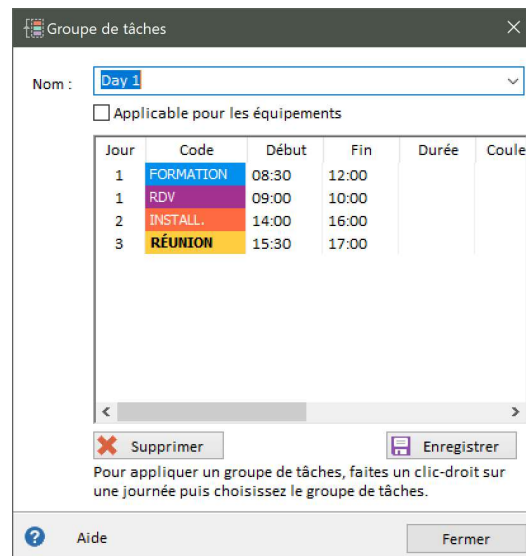 Groupe de tâches
Nom :
Day 1
Applicable pour les équipements
Jour Code Début Fin Durée Coule
1 FORMATION 08:30 12:00
1 RDV 09:00 10:00
2 INSTALL. 14:00 16:00
3 RÉUNION 15:30 17:00
Supprimer Enregistrer
Pour appliquer un groupe de tâches, faites un clic-droit sur
une journée puis choisissez le groupe de tâches.
? Aide Fermer